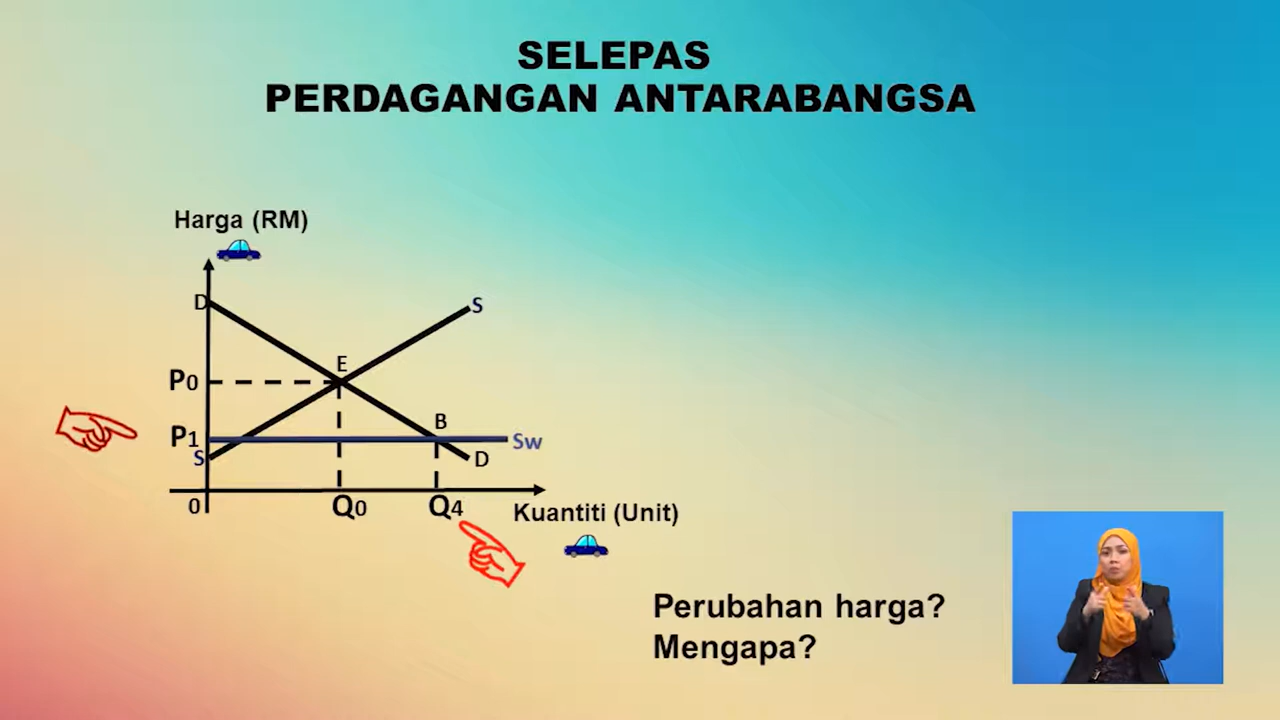 SELEPAS
PERDAGANGAN ANTARABANGSA
Harga (RM)
D
S
E
P0
B
P1
Sw
S
D
0
Q0
Q4
Kuantiti (Unit)
Perubahan harga?
Mengapa?